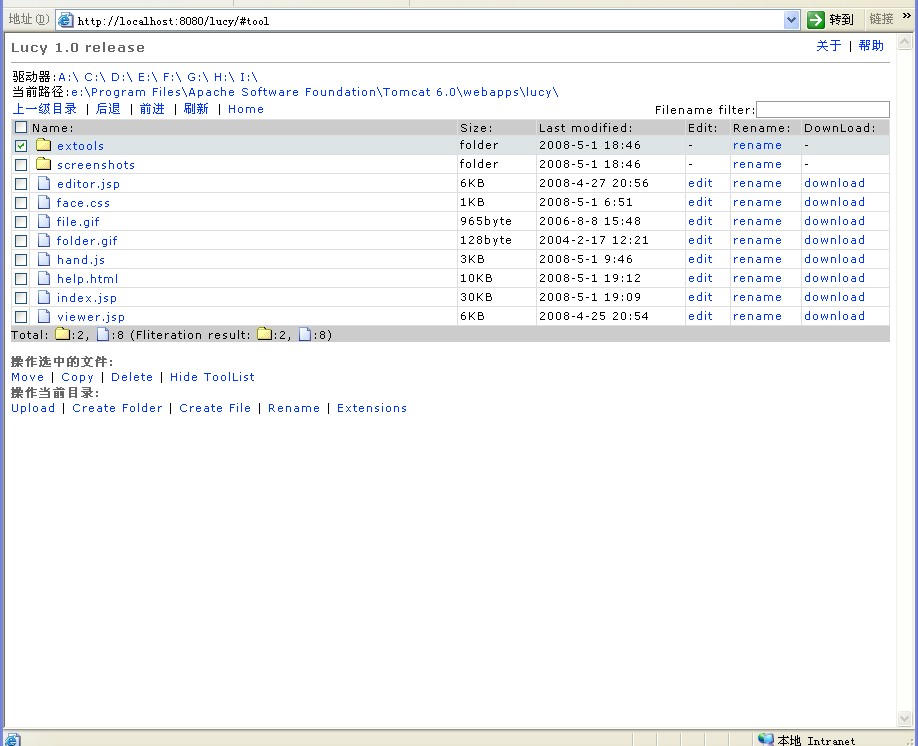 地址(D) http://localhost:8080/lucy/#tool 转到 链接 »
Lucy 1.0 release 关于 | 帮助
驱动器:A:\ C:\ D:\ E:\ F:\ G:\ H:\ I:\
当前路径:e:\Program Files\Apache Software Foundation\Tomcat 6.0\webapps\lucy\
上一级目录 | 后退 | 前进 | 刷新 | Home Filename filter:
Name: Size: Last modified: Edit: Rename: DownLoad:
extools folder 2008-5-1 18:46 - rename -
screenshots folder 2008-5-1 18:46 - rename -
editor.jsp 6KB 2008-4-27 20:56 edit rename download
face.css 1KB 2008-5-1 6:51 edit rename download
file.gif 965byte 2006-8-8 15:48 edit rename download
folder.gif 128byte 2004-2-17 12:21 edit rename download
hand.js 3KB 2008-5-1 9:46 edit rename download
help.html 10KB 2008-5-1 19:12 edit rename download
index.jsp 30KB 2008-5-1 19:09 edit rename download
viewer.jsp 6KB 2008-4-25 20:54 edit rename download
Total: :2, :8 (Fliteration result: :2, :8)
操作选中的文件:
Move | Copy | Delete | Hide ToolList
操作当前目录:
Upload | Create Folder | Create File | Rename | Extensions
本地 Intranet